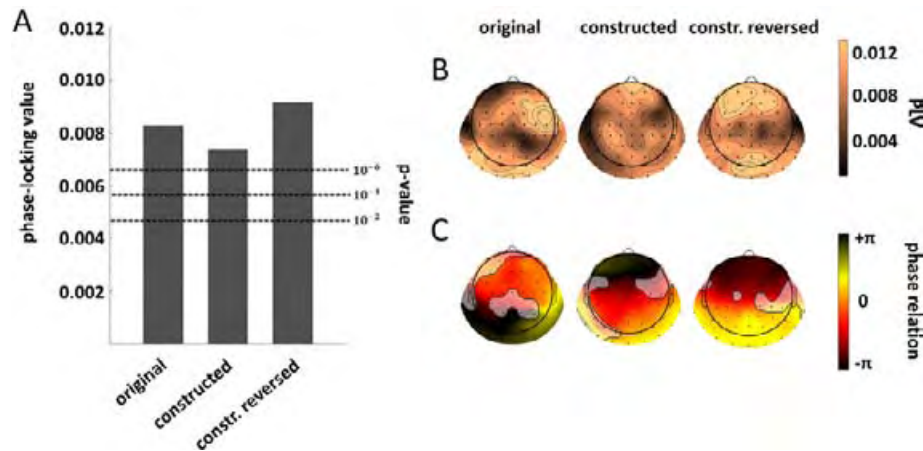 A
phase-locking value
0.012
0.010
0.008
0.006
0.004
0.002
10⁻⁶
10⁻²
p-value
original
constructed
constr. reversed
original constructed constr. reversed
B
0.012
0.008
0.004
PLV
C
+π
0
-π
phase relation